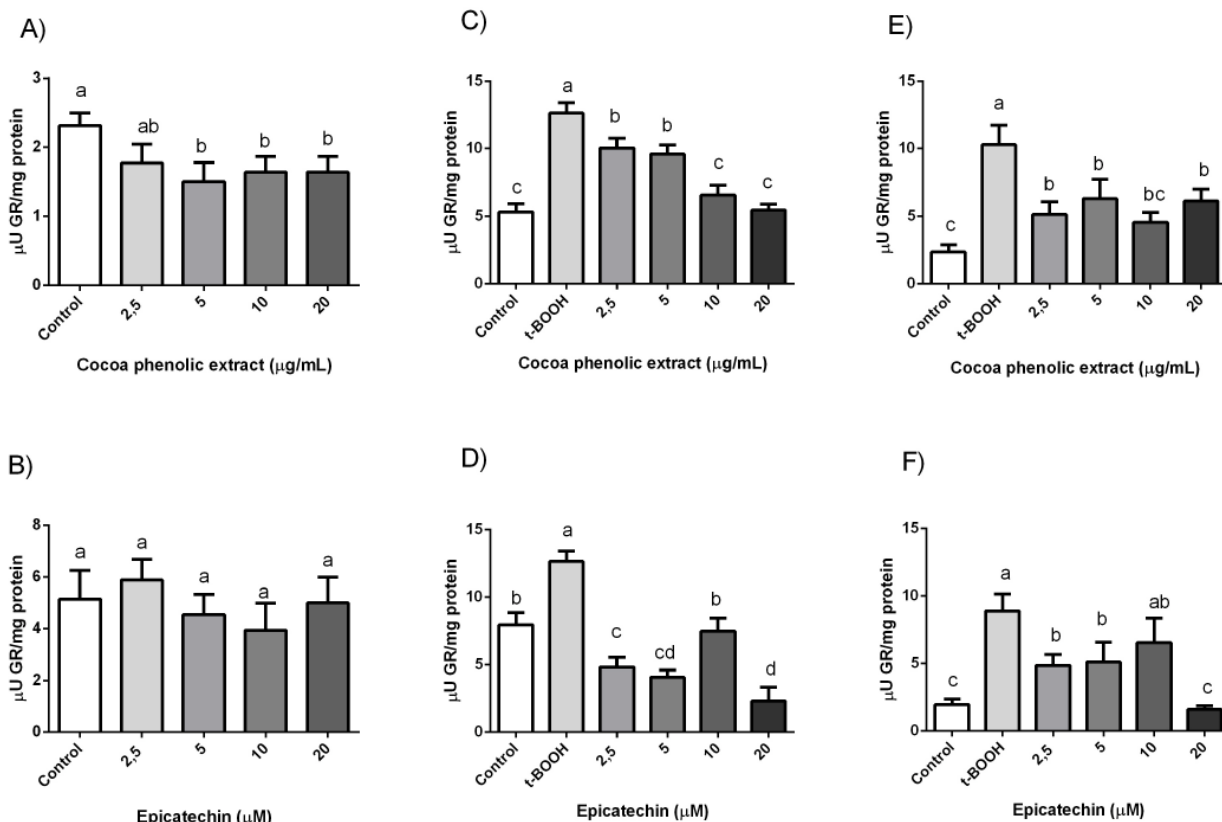 A)
μU GR/mg protein
3
2
1
0
a
ab
b
b
b
Control
2,5
5
10
20
Cocoa phenolic extract (μg/mL)
C)
μU GR/mg protein
15
10
5
0
c
a
b
b
c
c
Control
t-BOOH
2,5
5
10
20
Cocoa phenolic extract (μg/mL)
E)
μU GR/mg protein
15
10
5
0
c
a
b
b
bc
b
Control
t-BOOH
2,5
5
10
20
Cocoa phenolic extract (μg/mL)
B)
μU GR/mg protein
8
6
4
2
0
a
a
a
a
a
Control
2,5
5
10
20
Epicatechin (μM)
D)
μU GR/mg protein
15
10
5
0
b
a
c
cd
b
d
Control
t-BOOH
2,5
5
10
20
Epicatechin (μM)
F)
μU GR/mg protein
15
10
5
0
c
a
b
b
ab
c
Control
t-BOOH
2,5
5
10
20
Epicatechin (μM)